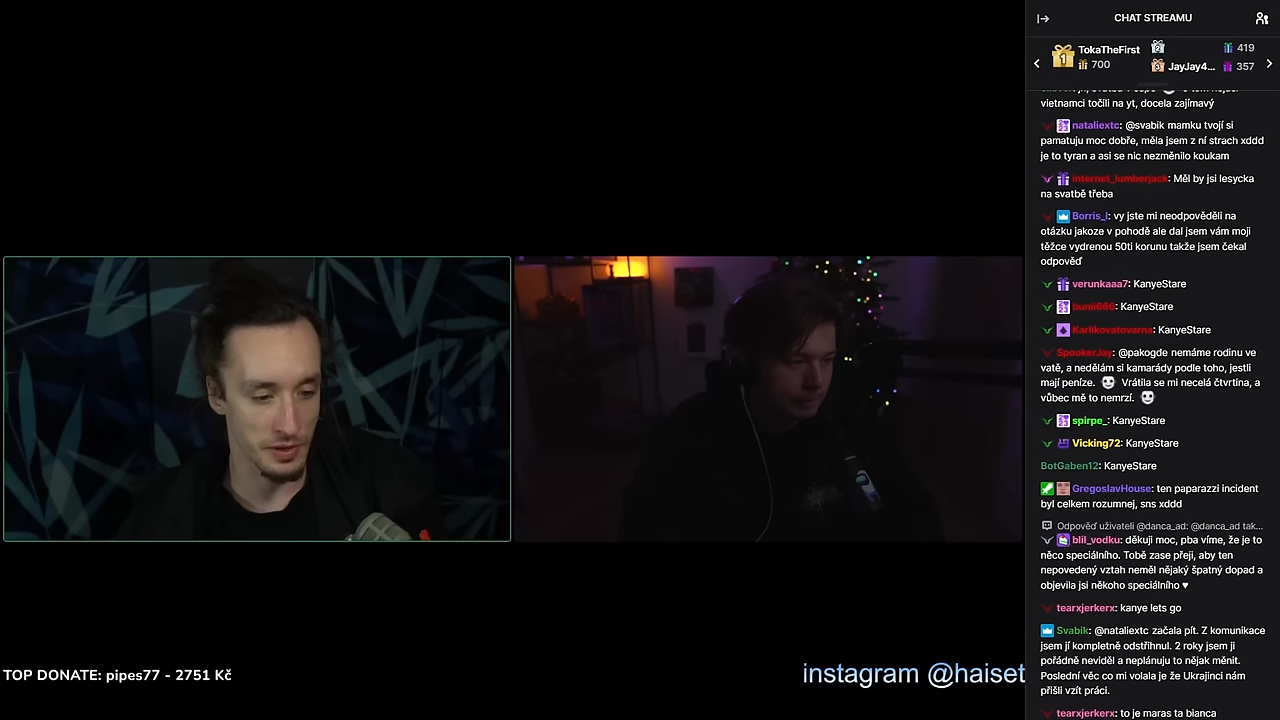 CHAT STREAMU
TokaTheFirst
700
419
JayJay4...
357
vietnamci točili na yt, docela zajímavý
nataliextc: @svabik mamku tvojí si
pamatuju moc dobře, měla jsem z ní strach xddd
je to tyran a asi se nic nezměnilo koukam
internet_lumberjack: Měl by jsi lesycka
na svatbě třeba
Borris_l: vy jste mi neodpověděli na
otázku jakoze v pohodě ale dal jsem vám moji
těžce vydrenou 50ti korunu takže jsem čekal
odpověď
verunkaaa7: KanyeStare
bunii666: KanyeStare
Karlikovatovarna: KanyeStare
SpookerJay: @pakogde nemáme rodinu ve
vatě, a nedělám si kamarády podle toho, jestli
mají peníze. Vrátila se mi necelá čtvrtina, a
vůbec mě to nemrzí.
spirpe_: KanyeStare
Vicking72: KanyeStare
BotGaben12: KanyeStare
GregoslavHouse: ten paparazzi incident
byl celkem rozumnej, sns xddd
Odpověď uživateli @danca_ad: @danca_ad tak...
blil_vodku: děkuji moc, pba víme, že je to
něco speciálního. Tobě zase přeji, aby ten
nepovedený vztah neměl nějaký špatný dopad a
objevila jsi někoho speciálního ♥
tearxjerkerx: kanye lets go
Svabik: @nataliextc začala pít. Z komunikace
jsem jí kompletně odstřihnul. 2 roky jsem ji
pořádně neviděl a neplánuju to nějak měnit.
Poslední věc co mi volala je že Ukrajinci nám
přišli vzít práci.
tearxjerkerx: to je maras ta bianca
TOP DONATE: pipes77 - 2751 Kč
instagram @haiset